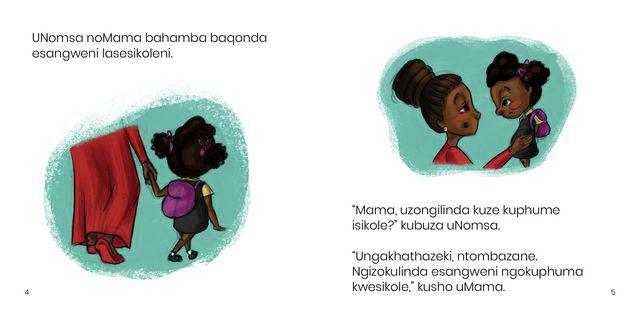 UNomsa noMama bahamba baqonda
esangweni lasesikoleni.
4
“Mama, uzongilinda kuze kuphume
isikole?” kubuza uNomsa.
“Ungakhathazeki, ntombazane.
Ngizokulinda esangweni ngokuphuma
kwesikole,” kusho uMama.
5